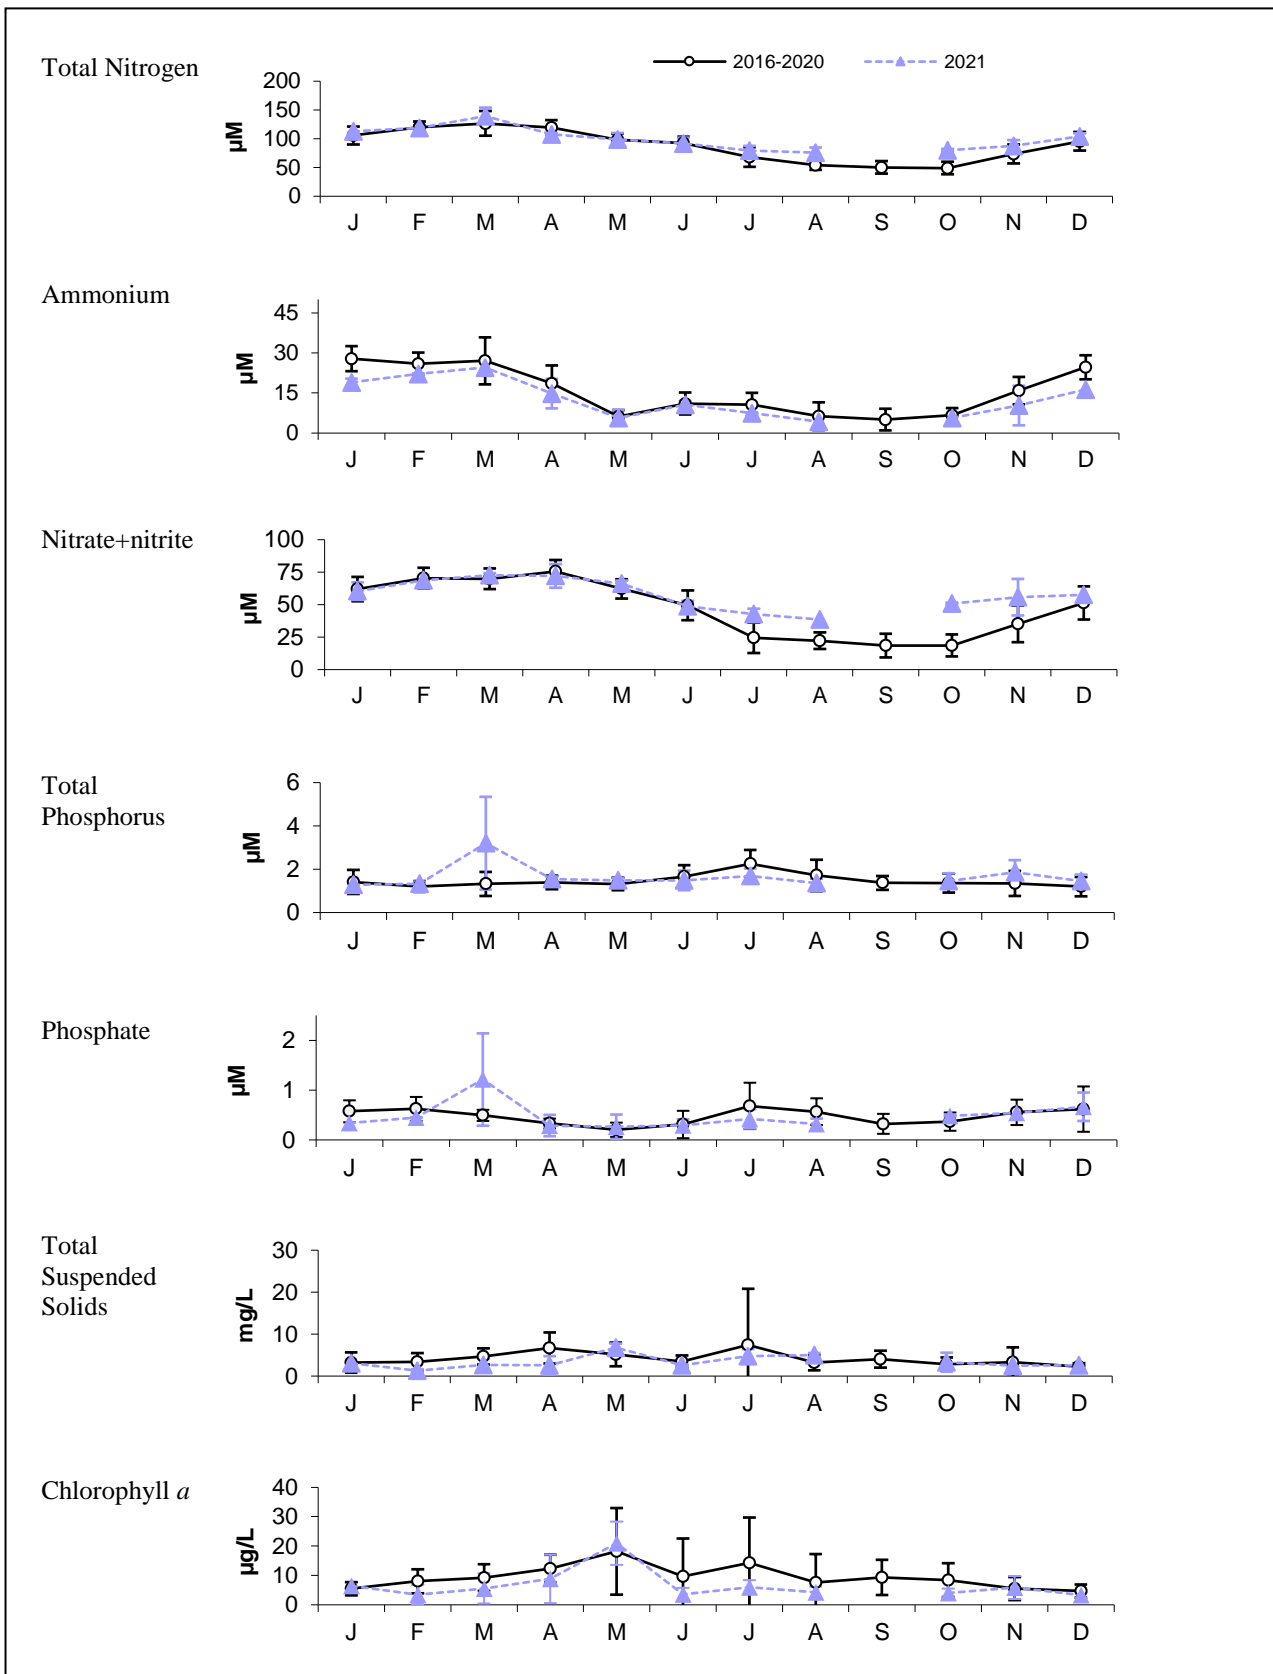 Total Nitrogen
2016-2020
2021
200
150
100
50
0
µM
J F M A M J J A S O N D
Ammonium
45
30
15
0
µM
J F M A M J J A S O N D
Nitrate+nitrite
100
75
50
25
0
µM
J F M A M J J A S O N D
Total
Phosphorus
6
4
2
0
µM
J F M A M J J A S O N D
Phosphate
2
1
0
µM
J F M A M J J A S O N D
Total
Suspended
Solids
30
20
10
0
mg/L
J F M A M J J A S O N D
Chlorophyll a
40
30
20
10
0
µg/L
J F M A M J J A S O N D